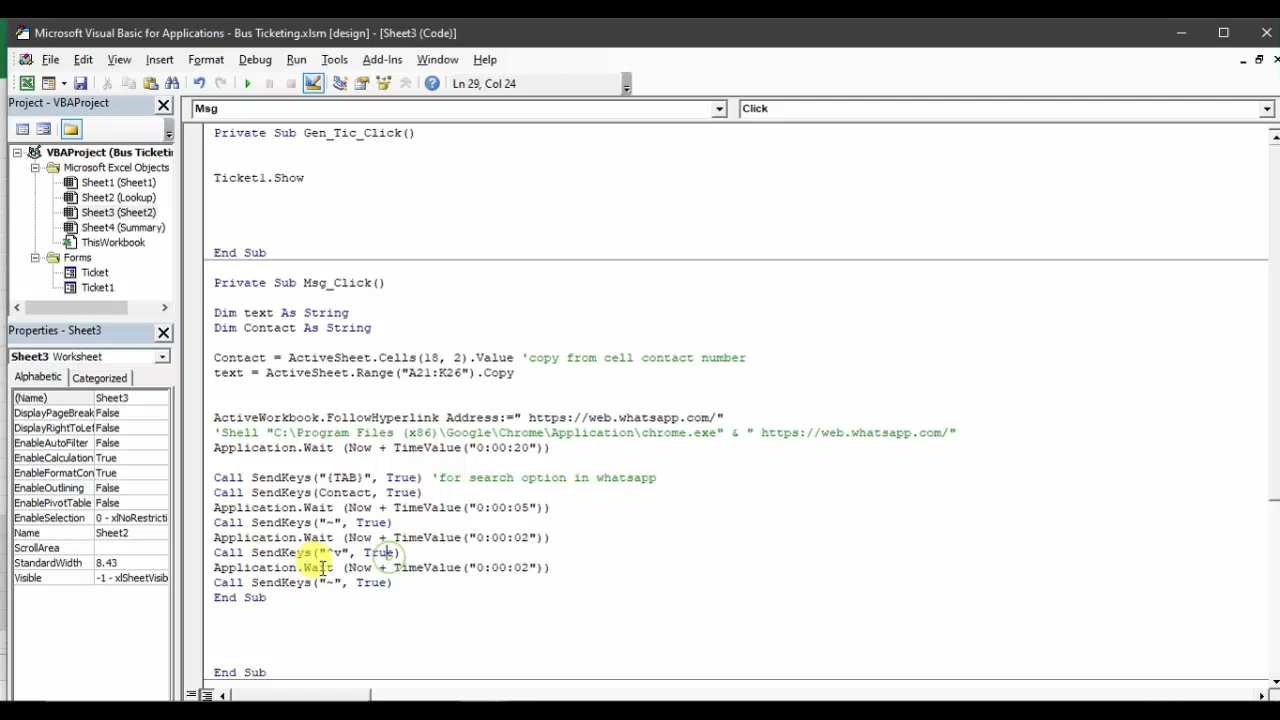 Microsoft Visual Basic for Applications - Bus Ticketing.xlsm [design] - [Sheet3 (Code)]
File Edit View Insert Format Debug Run Tools Add-Ins Window Help
Ln 29, Col 24
Project - VBAProject
Msg Click
VBAProject (Bus Ticketi
Microsoft Excel Objects
Sheet1 (Sheet1)
Sheet2 (Lookup)
Sheet3 (Sheet2)
Sheet4 (Summary)
ThisWorkbook
Forms
Ticket
Ticket1
Properties - Sheet3
Sheet3 Worksheet
Alphabetic Categorized
(Name) Sheet3
DisplayPageBreak False
DisplayRightToLef False
EnableAutoFilter False
EnableCalculation True
EnableFormatCon True
EnableOutlining False
EnablePivotTable False
EnableSelection 0 - xlNoRestricti
Name Sheet2
ScrollArea
StandardWidth 8.43
Visible -1 - xlSheetVisib
Private Sub Gen_Tic_Click()
Ticket1.Show
End Sub
Private Sub Msg_Click()
Dim text As String
Dim Contact As String
Contact = ActiveSheet.Cells(18, 2).Value 'copy from cell contact number
text = ActiveSheet.Range("A21:K26").Copy
ActiveWorkbook.FollowHyperlink Address:=" https://web.whatsapp.com/"
'Shell "C:\Program Files (x86)\Google\Chrome\Application\chrome.exe" & " https://web.whatsapp.com/"
Application.Wait (Now + TimeValue("0:00:20"))
Call SendKeys("{TAB}", True) 'for search option in whatsapp
Call SendKeys(Contact, True)
Application.Wait (Now + TimeValue("0:00:05"))
Call SendKeys("~", True)
Application.Wait (Now + TimeValue("0:00:02"))
Call SendKeys("^v", True)
Application.Wait (Now + TimeValue("0:00:02"))
Call SendKeys("~", True)
End Sub
End Sub